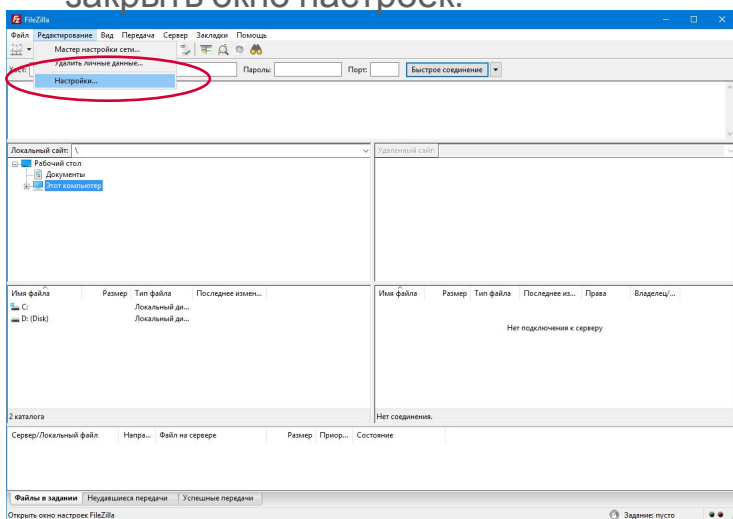 закрыть окно настроек.
FileZilla
Файл Редактирование Вид Передача Сервер Закладки Помощь
Мастер настройки сети...
Удалить личные данные...
Хост: Пароль: Порт: Быстрое соединение
Настройки...
Локальный сайт: \ Удаленный сайт:
Рабочий стол
Документы
Этот компьютер
Имя файла Размер Тип файла Последнее измен... Имя файла Размер Тип файла Последнее из... Права Владелец/...
C: Локальный ди...
D: (Disk) Локальный ди...
Нет подключения к серверу
2 каталога Нет соединения.
Сервер/Локальный файл Напра... Файл на сервере Размер Приор... Состояние
Файлы в задании Неудавшиеся передачи Успешные передачи
Открыть окно настроек FileZilla Задание: пусто